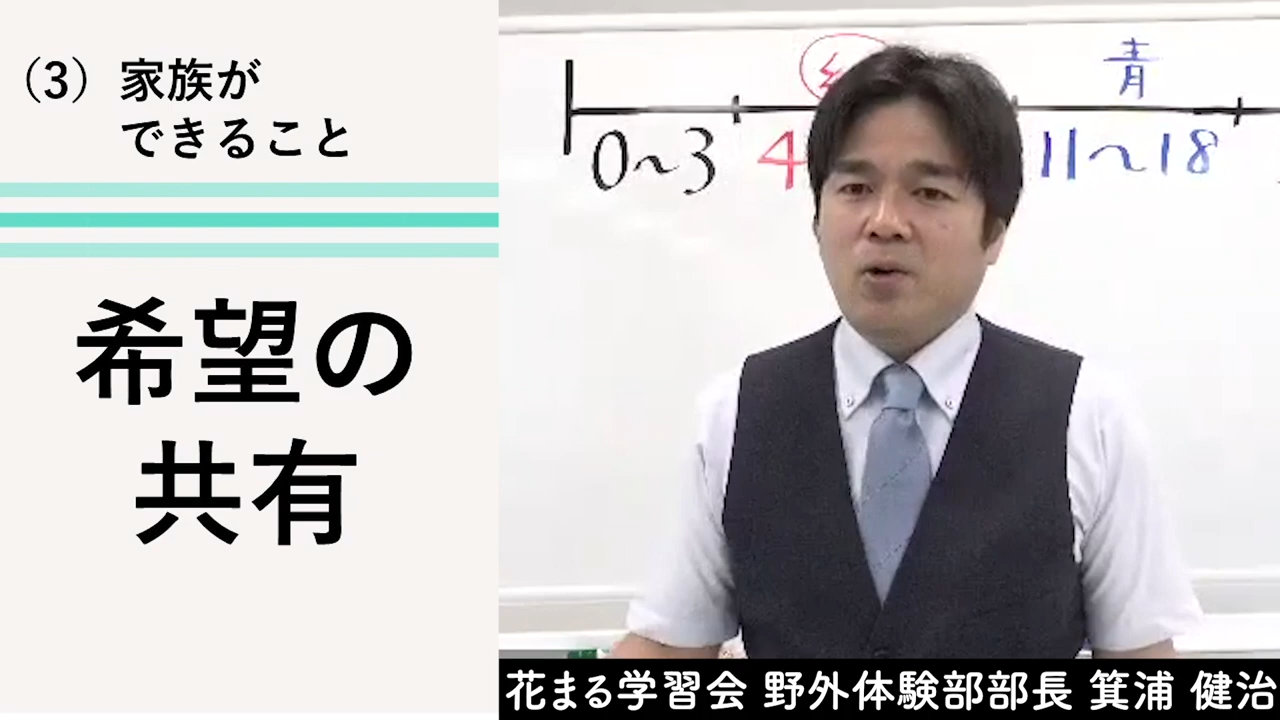 (3) 家族が
できること
希望の
共有
青
0~3
4
11~18
花まる学習会 野外体験部部長 箕浦 健治